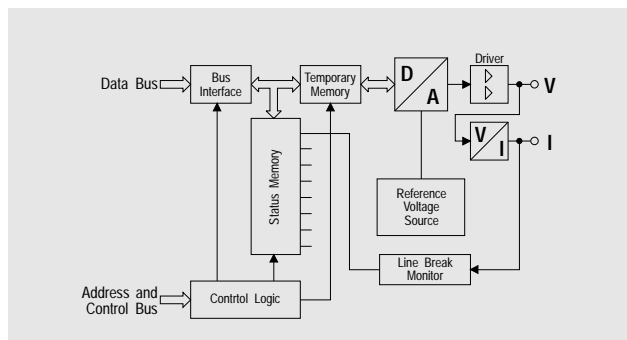 Driver
Data Bus
Bus
Interface
Temporary
Memory
D
A
V
V
I
I
Status Memory
Reference
Voltage
Source
Line Break
Monitor
Address and
Control Bus
Contrtol Logic